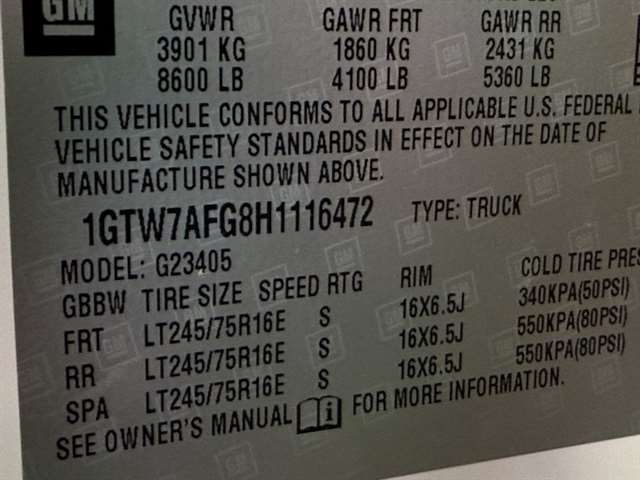 GM
GVWR GAWR FRT GAWR RR
3901 KG 1860 KG 2431 KG
8600 LB 4100 LB 5360 LB
THIS VEHICLE CONFORMS TO ALL APPLICABLE U.S. FEDERAL
VEHICLE SAFETY STANDARDS IN EFFECT ON THE DATE OF
MANUFACTURE SHOWN ABOVE.
1GTW7AFG8H1116472 TYPE: TRUCK
MODEL: G23405
GBBW TIRE SIZE SPEED RTG RIM COLD TIRE PRES
FRT LT245/75R16E S 16X6.5J 340KPA(50PSI)
RR LT245/75R16E S 16X6.5J 550KPA(80PSI)
SPA LT245/75R16E S 16X6.5J 550KPA(80PSI)
SEE OWNER'S MANUAL i FOR MORE INFORMATION.